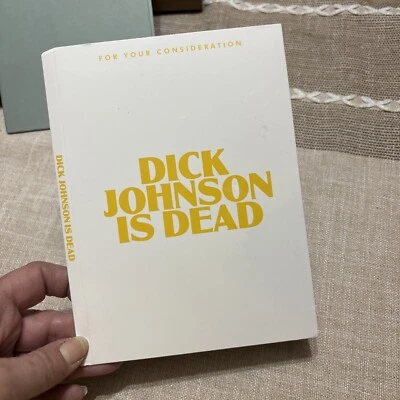 FOR YOUR CONSIDERATION
DICK
JOHNSON
IS DEAD
DICK JOHNSON IS DEAD